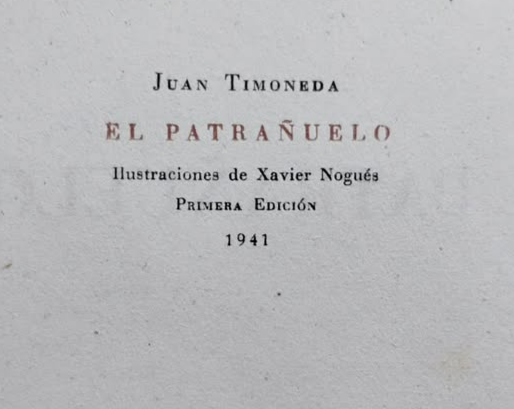 Juan Timoneda
EL PATRAÑUELO
Ilustraciones de Xavier Nogués
Primera Edición
1941